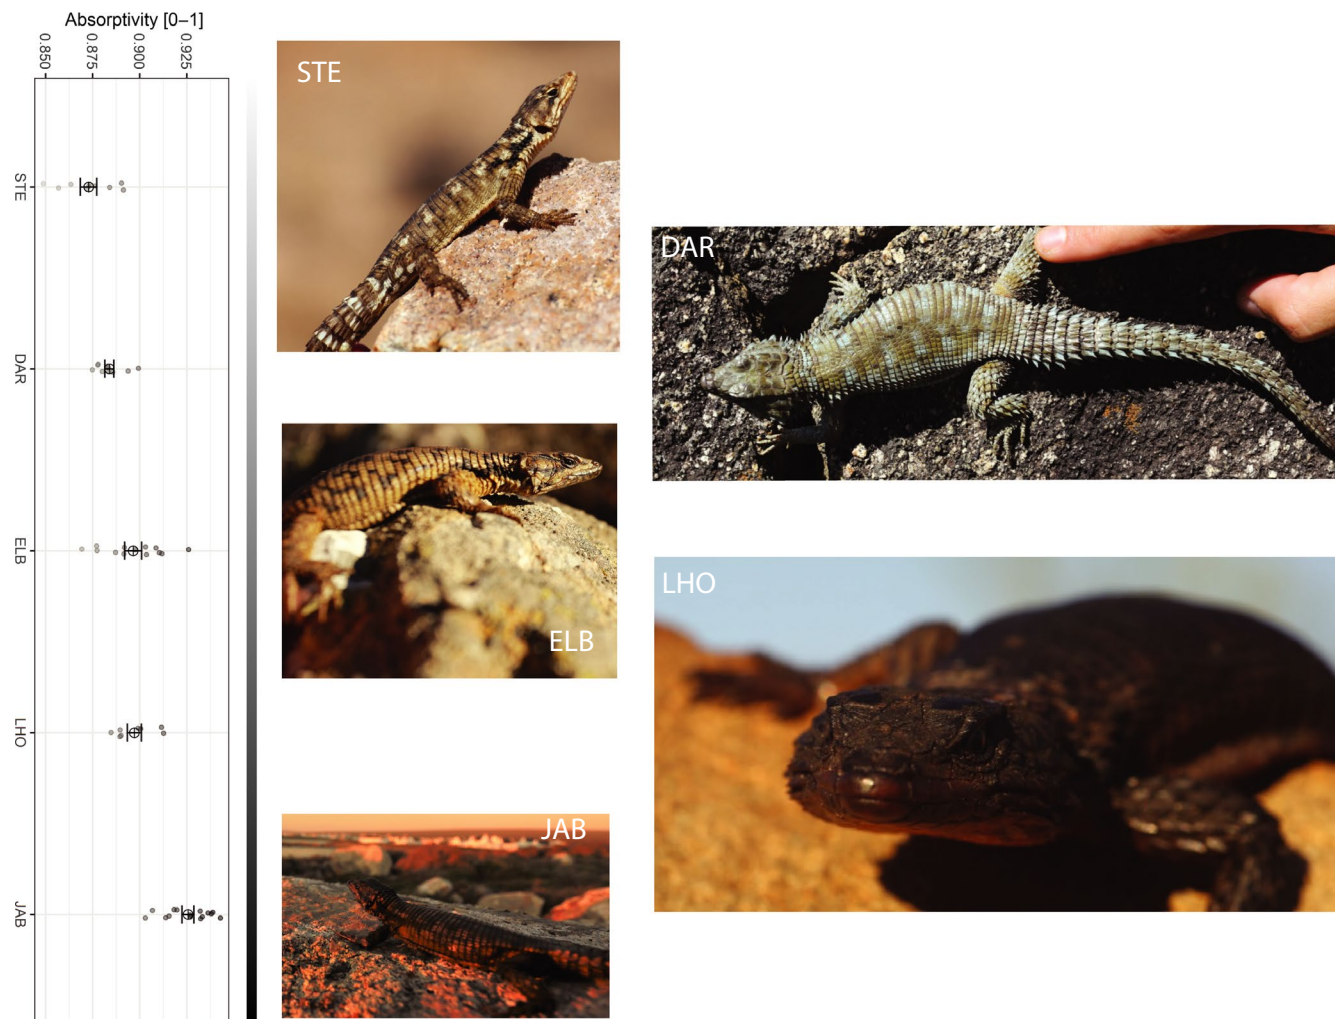 Absorptivity [0–1]
0.850
0.875
0.900
0.925
STE
DAR
ELB
LHO
JAB
STE
DAR
ELB
LHO
JAB